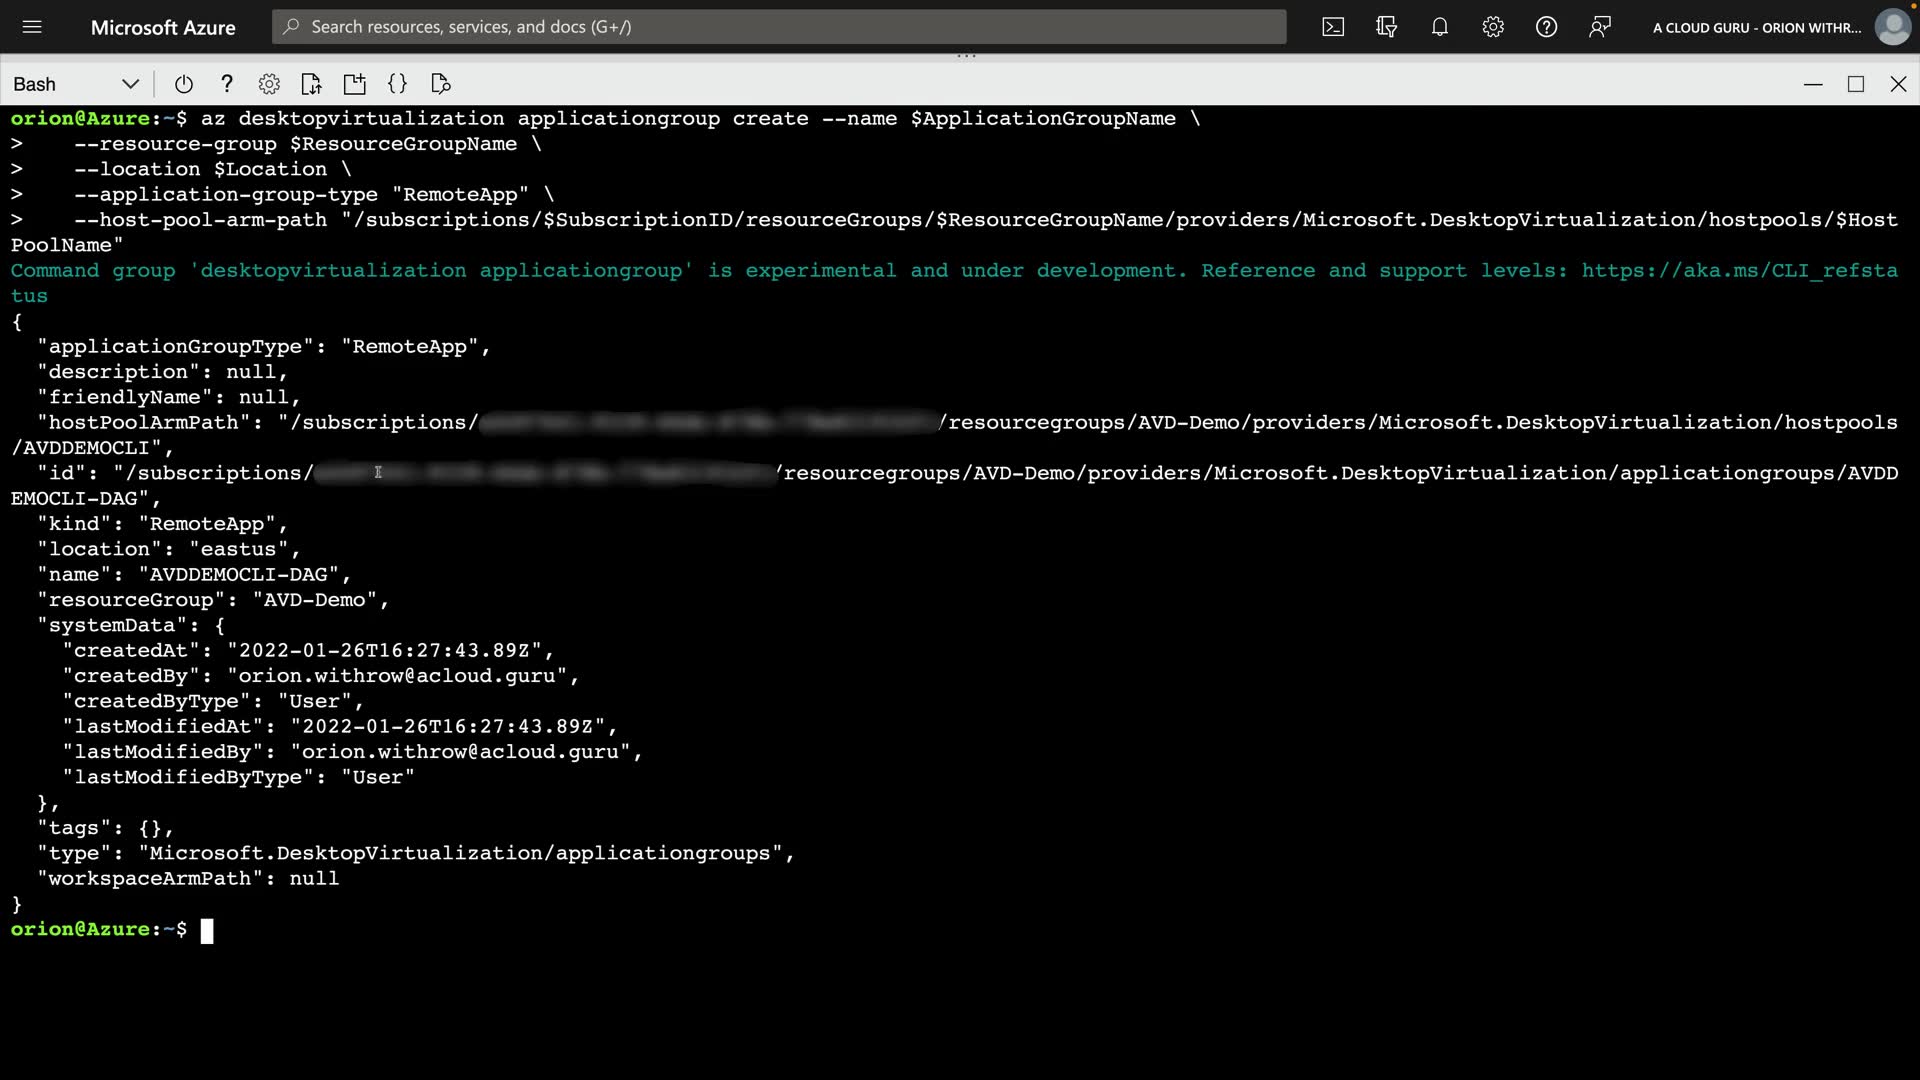 Microsoft Azure
Search resources, services, and docs (G+/)
A CLOUD GURU - ORION WITHR...
Bash
orion@Azure:~$ az desktopvirtualization applicationgroup create --name $ApplicationGroupName \
>    --resource-group $ResourceGroupName \
>    --location $Location \
>    --application-group-type "RemoteApp" \
>    --host-pool-arm-path "/subscriptions/$SubscriptionID/resourceGroups/$ResourceGroupName/providers/Microsoft.DesktopVirtualization/hostpools/$Host
PoolName"
Command group 'desktopvirtualization applicationgroup' is experimental and under development. Reference and support levels: https://aka.ms/CLI_refsta
tus
{
  "applicationGroupType": "RemoteApp",
  "description": null,
  "friendlyName": null,
  "hostPoolArmPath": "/subscriptions/ /resourcegroups/AVD-Demo/providers/Microsoft.DesktopVirtualization/hostpools
/AVDDEMOCLI",
  "id": "/subscriptions/ /resourcegroups/AVD-Demo/providers/Microsoft.DesktopVirtualization/applicationgroups/AVDD
EMOCLI-DAG",
  "kind": "RemoteApp",
  "location": "eastus",
  "name": "AVDDEMOCLI-DAG",
  "resourceGroup": "AVD-Demo",
  "systemData": {
    "createdAt": "2022-01-26T16:27:43.89Z",
    "createdBy": "orion.withrow@acloud.guru",
    "createdByType": "User",
    "lastModifiedAt": "2022-01-26T16:27:43.89Z",
    "lastModifiedBy": "orion.withrow@acloud.guru",
    "lastModifiedByType": "User"
  },
  "tags": {},
  "type": "Microsoft.DesktopVirtualization/applicationgroups",
  "workspaceArmPath": null
}
orion@Azure:~$